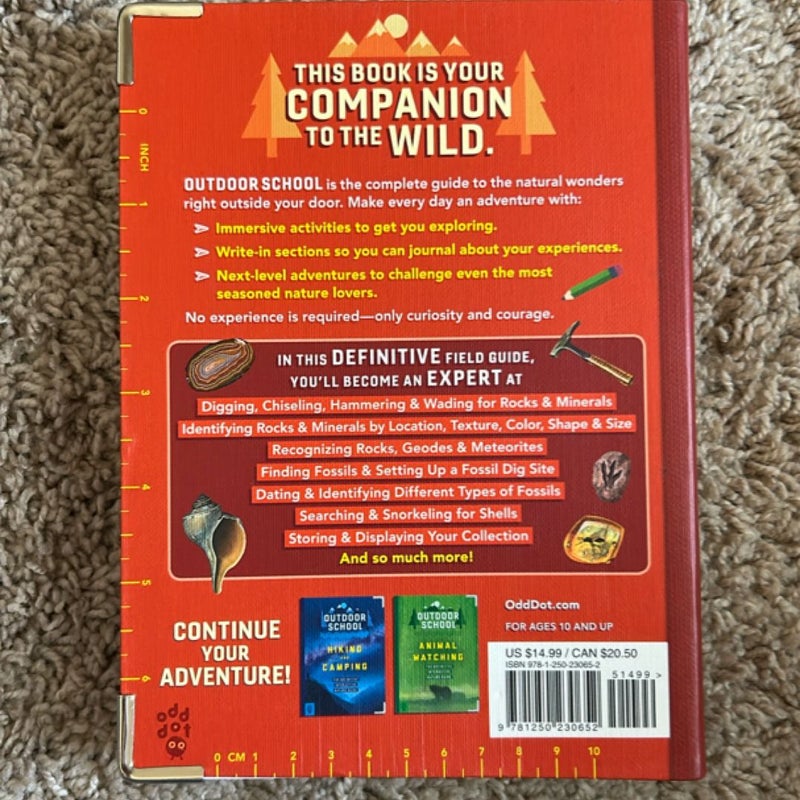 THIS BOOK IS YOUR
COMPANION
TO THE WILD.
OUTDOOR SCHOOL is the complete guide to the natural wonders
right outside your door. Make every day an adventure with:
Immersive activities to get you exploring.
Write-in sections so you can journal about your experiences.
Next-level adventures to challenge even the most
seasoned nature lovers.
No experience is required—only curiosity and courage.
IN THIS DEFINITIVE FIELD GUIDE,
YOU'LL BECOME AN EXPERT AT
Digging, Chiseling, Hammering & Wading for Rocks & Minerals
Identifying Rocks & Minerals by Location, Texture, Color, Shape & Size
Recognizing Rocks, Geodes & Meteorites
Finding Fossils & Setting Up a Fossil Dig Site
Dating & Identifying Different Types of Fossils
Searching & Snorkeling for Shells
Storing & Displaying Your Collection
And so much more!
CONTINUE
YOUR
ADVENTURE!
OUTDOOR
SCHOOL
HIKING
AND
CAMPING
OUTDOOR
SCHOOL
ANIMAL
WATCHING
OddDot.com
FOR AGES 10 AND UP
US $14.99 / CAN $20.50
ISBN 978-1-250-23065-2
51499>
9 781250 230652
odd
dot
0 INCH 1 2 3 4 5 6
0 CM 1 2 3 4 5 6 7 8 9 10